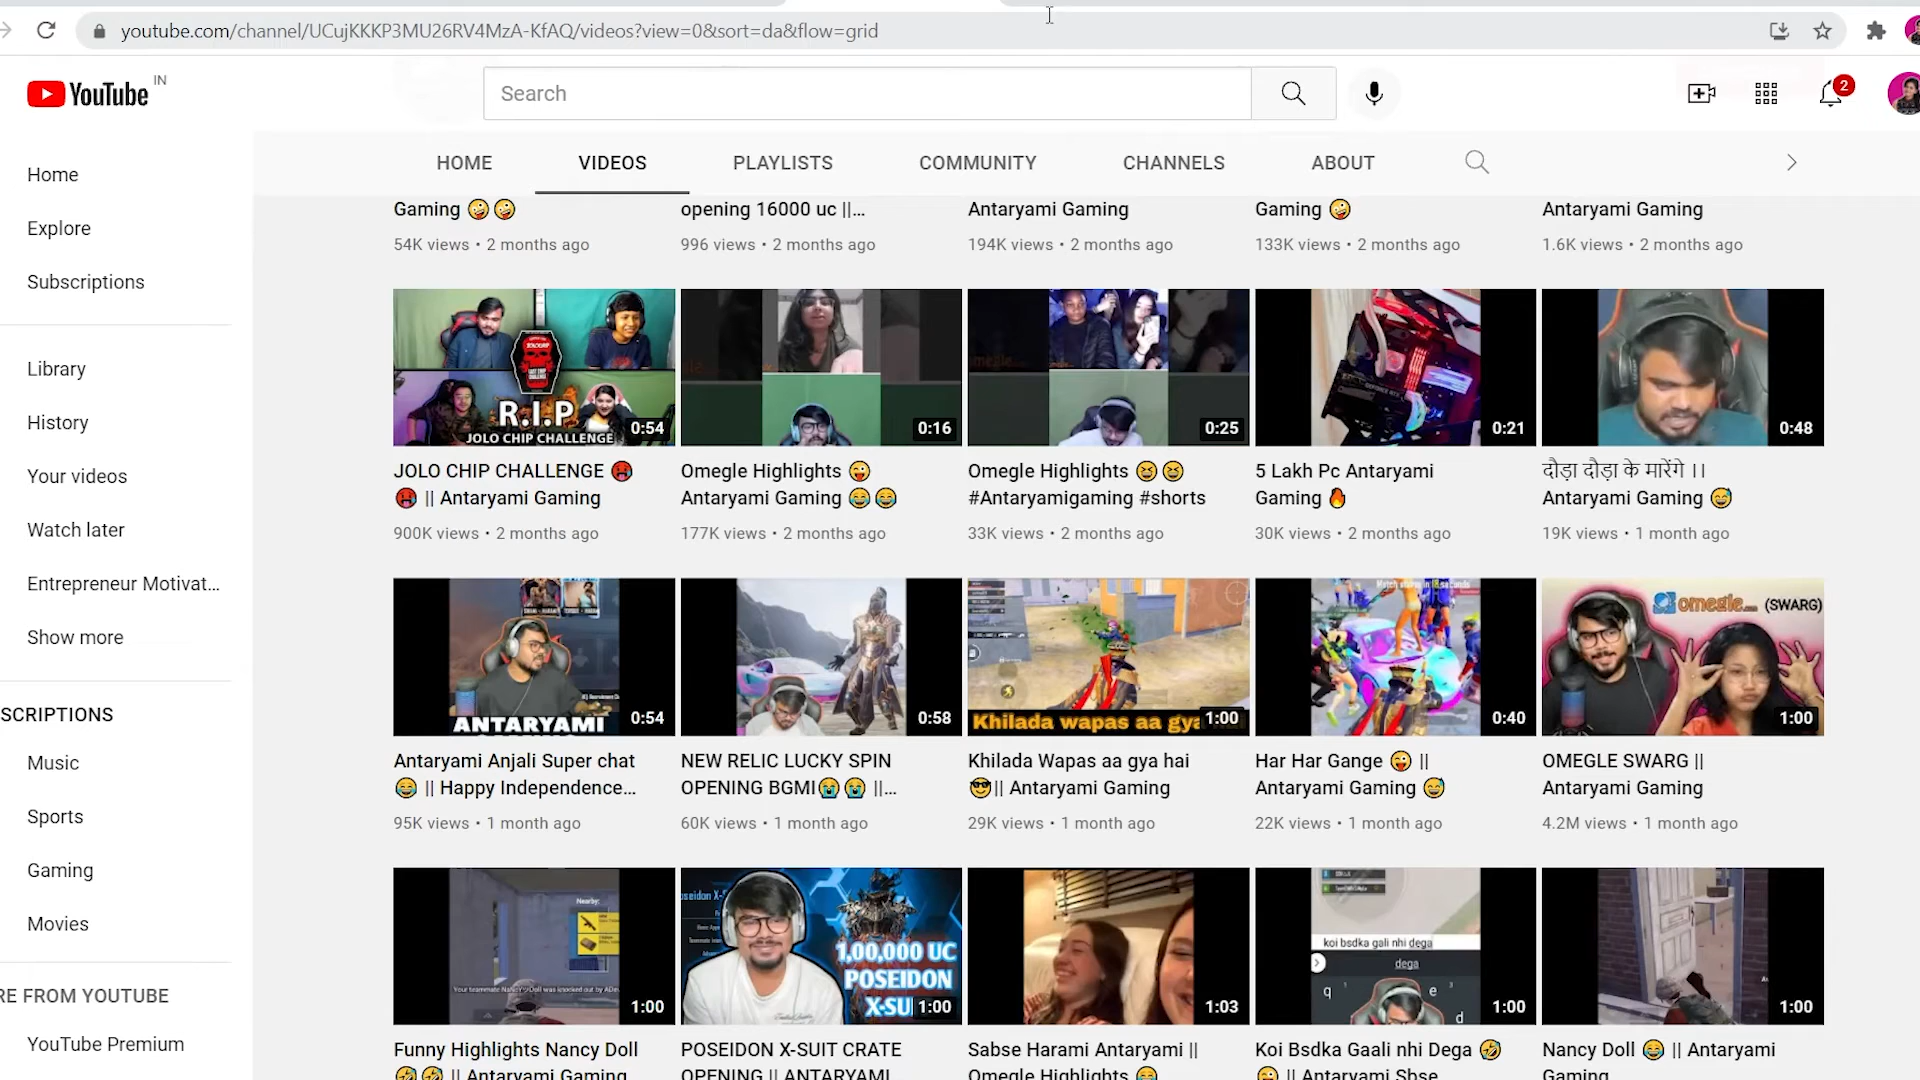 youtube.com/channel/UCujKKKP3MU26RV4MzA-KfAQ/videos?view=0&sort=da&flow=grid
YouTube IN
Search
2
HOME VIDEOS PLAYLISTS COMMUNITY CHANNELS ABOUT
Home
Explore
Subscriptions
Library
History
Your videos
Watch later
Entrepreneur Motivat...
Show more
SCRIPTIONS
Music
Sports
Gaming
Movies
RE FROM YOUTUBE
YouTube Premium
Gaming 🤪🤪
54K views • 2 months ago
opening 16000 uc ||...
996 views • 2 months ago
Antaryami Gaming
194K views • 2 months ago
Gaming 🤪
133K views • 2 months ago
Antaryami Gaming
1.6K views • 2 months ago
R.I.P
JOLO CHIP CHALLENGE
0:54
JOLO CHIP CHALLENGE 🥵
🥵 || Antaryami Gaming
900K views • 2 months ago
0:16
Omegle Highlights 😜
Antaryami Gaming 😂😂
177K views • 2 months ago
0:25
Omegle Highlights 😆😆
#Antaryamigaming #shorts
33K views • 2 months ago
0:21
5 Lakh Pc Antaryami
Gaming 🔥
30K views • 2 months ago
0:48
दौड़ा दौड़ा के मारेंगे ।।
Antaryami Gaming 😅
19K views • 1 month ago
ANTARYAMI
0:54
Antaryami Anjali Super chat
😂 || Happy Independence...
95K views • 1 month ago
0:58
NEW RELIC LUCKY SPIN
OPENING BGMI😭😭 ||...
60K views • 1 month ago
Khilada wapas aa gya
1:00
Khilada Wapas aa gya hai
😎|| Antaryami Gaming
29K views • 1 month ago
0:40
Har Har Gange 😜 ||
Antaryami Gaming 😅
22K views • 1 month ago
omegle.com (SWARG)
1:00
OMEGLE SWARG ||
Antaryami Gaming
4.2M views • 1 month ago
Nearby:
1:00
Funny Highlights Nancy Doll
🤣🤣 || Antaryami Gaming
1,00,000 UC
POSEIDON
X-SUI
1:00
POSEIDON X-SUIT CRATE
OPENING || ANTARYAMI
1:03
Sabse Harami Antaryami ||
Omegle Highlights 😂
koi bsdka gali nhi dega
dega
q e d
1:00
Koi Bsdka Gaali nhi Dega 🤣
😜 || Antaryami Sbse
1:00
Nancy Doll 😂 || Antaryami
Gaming